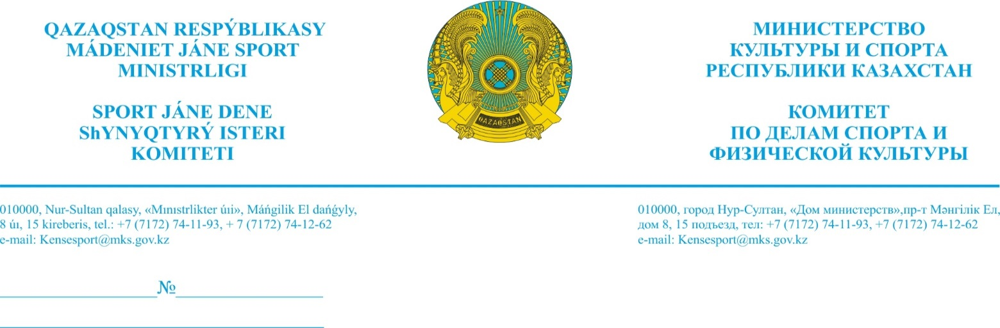 QAZAQSTAN RESPÝBLIKASY
MÁDENIET JÁNE SPORT
MINISTRLIGI
SPORT JÁNE DENE
ShYNYQTYRÝ ISTERI
KOMITETI
QAZAQSTAN
МИНИСТЕРСТВО
КУЛЬТУРЫ И СПОРТА
РЕСПУБЛИКИ КАЗАХСТАН
КОМИТЕТ
ПО ДЕЛАМ СПОРТА И
ФИЗИЧЕСКОЙ КУЛЬТУРЫ
010000, Nur-Sultan qalasy, «Mınıstrlikter úıi», Máńgilik El dańǵyly,
8 úı, 15 kireberis, tel.: +7 (7172) 74-11-93, + 7 (7172) 74-12-62
e-mail: Kensesport@mks.gov.kz
010000, город Нур-Султан, «Дом министерств»,пр-т Мәнгілік Ел,
дом 8, 15 подъезд, тел: +7 (7172) 74-11-93, +7 (7172) 74-12-62
e-mail: Kensesport@mks.gov.kz
№